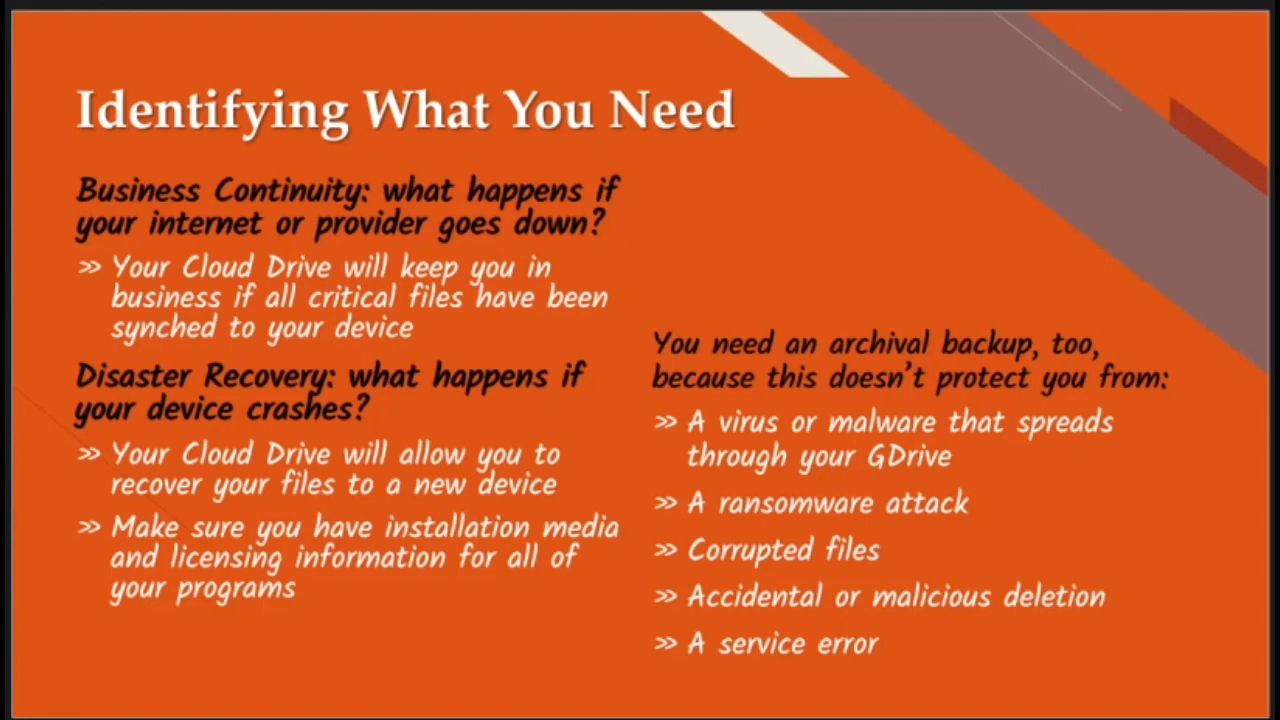 Identifying What You Need
Business Continuity: what happens if
your internet or provider goes down?
» Your Cloud Drive will keep you in
business if all critical files have been
synched to your device
Disaster Recovery: what happens if
your device crashes?
» Your Cloud Drive will allow you to
recover your files to a new device
» Make sure you have installation media
and licensing information for all of
your programs
You need an archival backup, too,
because this doesn't protect you from:
» A virus or malware that spreads
through your GDrive
» A ransomware attack
» Corrupted files
» Accidental or malicious deletion
» A service error